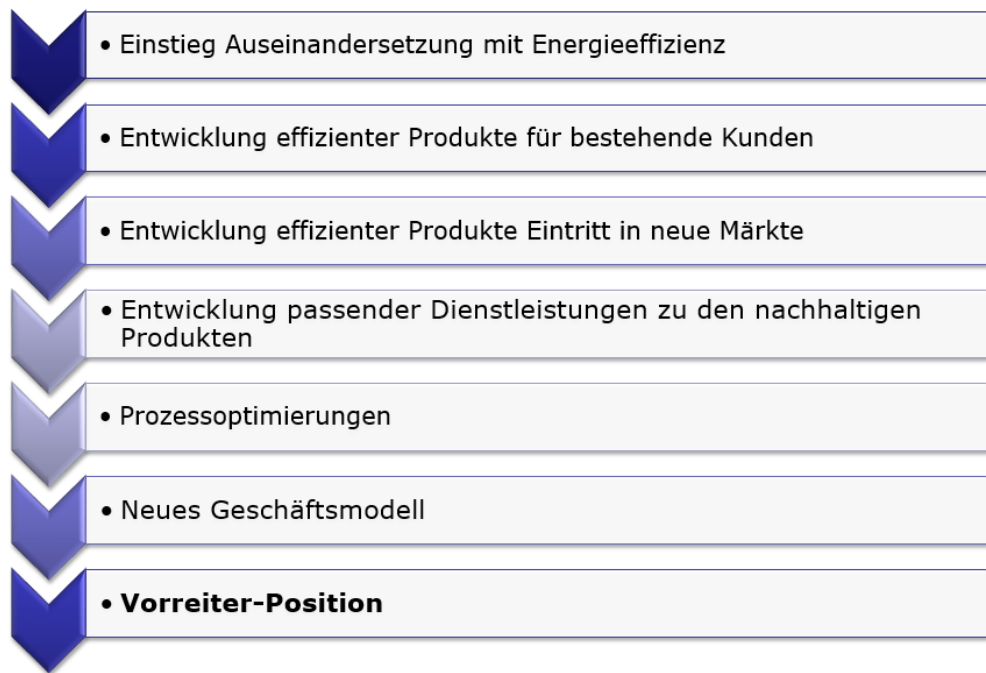 • Einstieg Auseinandersetzung mit Energieeffizienz
• Entwicklung effizienter Produkte für bestehende Kunden
• Entwicklung effizienter Produkte Eintritt in neue Märkte
• Entwicklung passender Dienstleistungen zu den nachhaltigen
Produkten
• Prozessoptimierungen
• Neues Geschäftsmodell
• Vorreiter-Position